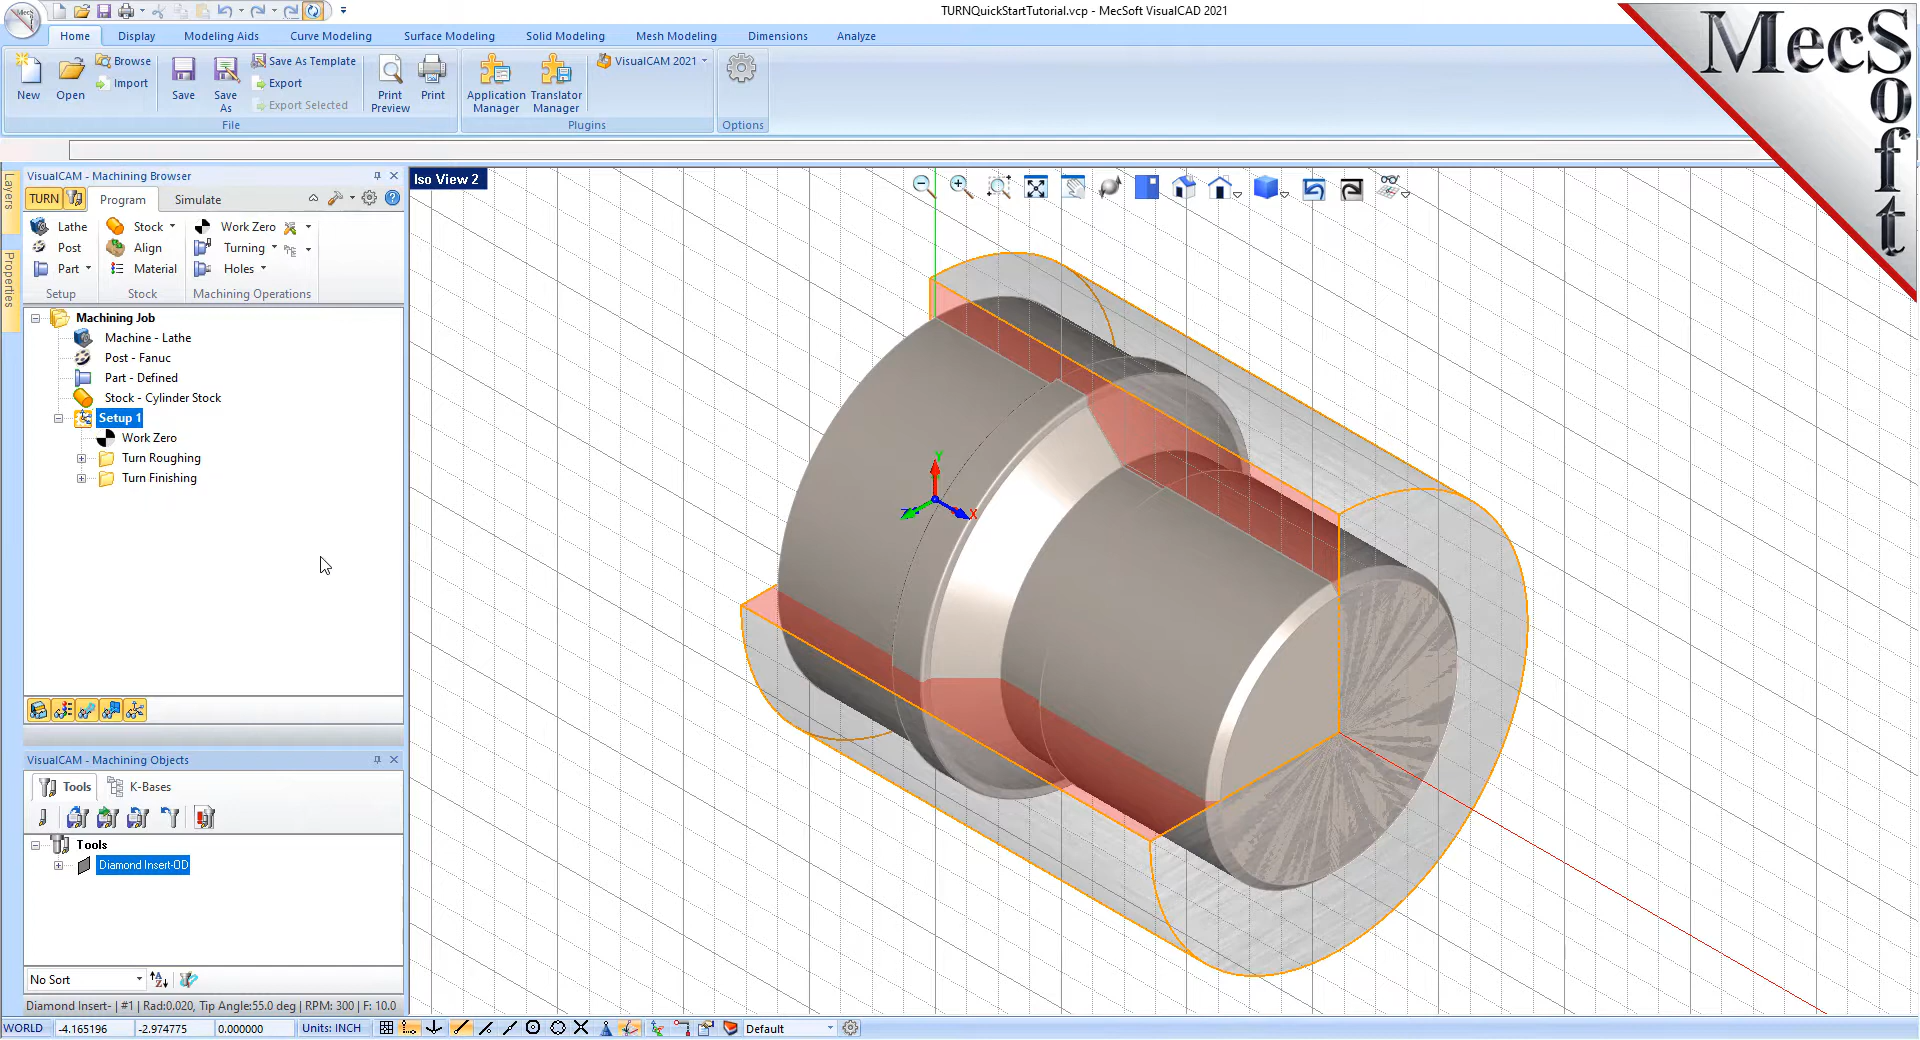 TURNQuickStartTutorial.vcp - MecSoft VisualCAD 2021
MecSoft
Home Display Modeling Aids Curve Modeling Surface Modeling Solid Modeling Mesh Modeling Dimensions Analyze
New Open Browse Import Save Save As Save As Template Export Export Selected Print Preview Print Application Manager Translator Manager VisualCAM 2021
File Plugins Options
Layers
Properties
VisualCAM - Machining Browser
TURN Program Simulate
Lathe Stock Work Zero
Post Align Turning
Part Material Holes
Setup Stock Machining Operations
Machining Job
Machine - Lathe
Post - Fanuc
Part - Defined
Stock - Cylinder Stock
Setup 1
Work Zero
Turn Roughing
Turn Finishing
Iso View 2
Y
Z X
VisualCAM - Machining Objects
Tools K-Bases
Tools
Diamond Insert-OD
No Sort
Diamond Insert- | #1 | Rad:0.020, Tip Angle:55.0 deg | RPM: 300 | F: 10.0
WORLD -4.165196 -2.974775 0.000000 Units: INCH Default